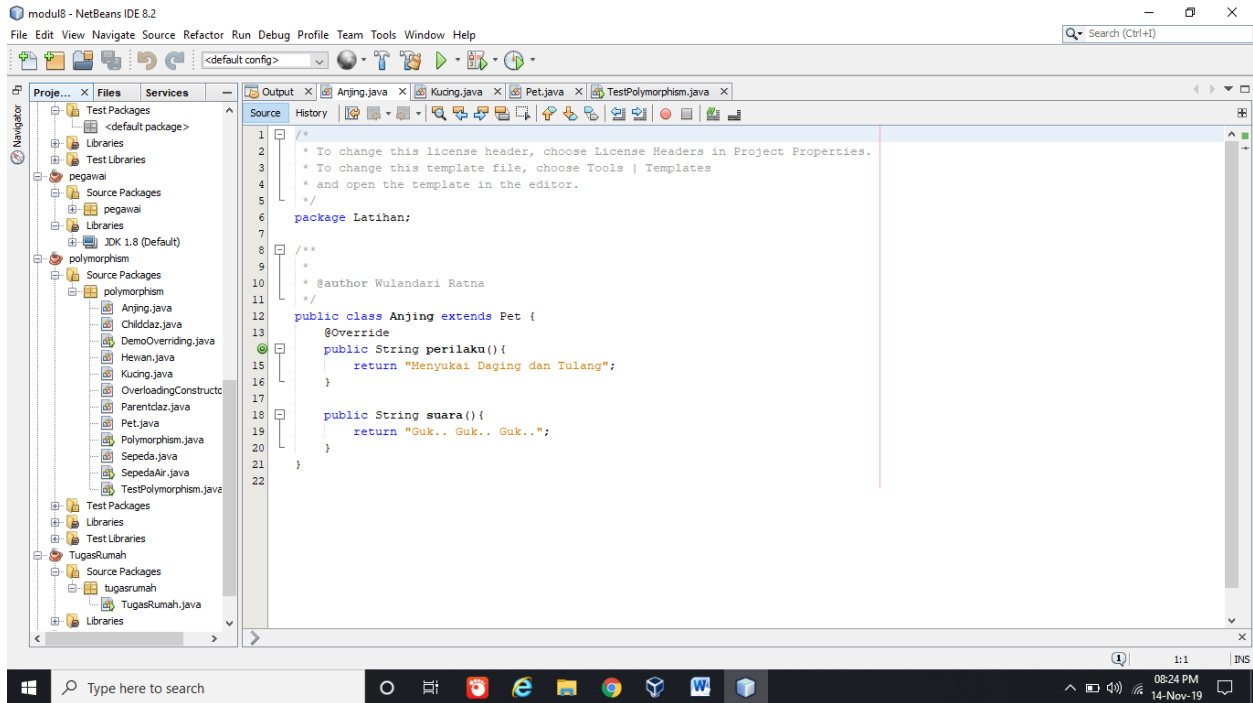 modul8 - NetBeans IDE 8.2
File Edit View Navigate Source Refactor Run Debug Profile Team Tools Window Help
Search (Ctrl+I)
<default config>
Proje... Files Services
Output Anjing.java Kucing.java Pet.java TestPolymorphism.java
Source History
Navigator
Test Packages
<default package>
Libraries
Test Libraries
pegawai
Source Packages
pegawai
Libraries
JDK 1.8 (Default)
polymorphism
Source Packages
polymorphism
Anjing.java
Childclaz.java
DemoOverriding.java
Hewan.java
Kucing.java
OverloadingConstructo
Parentclaz.java
Pet.java
Polymorphism.java
Sepeda.java
SepedaAir.java
TestPolymorphism.java
Test Packages
Libraries
Test Libraries
TugasRumah
Source Packages
tugasrumah
TugasRumah.java
Libraries
1 /*
2 * To change this license header, choose License Headers in Project Properties.
3 * To change this template file, choose Tools | Templates
4 * and open the template in the editor.
5 */
6 package Latihan;
7
8 /**
9 *
10 * @author Wulandari Ratna
11 */
12 public class Anjing extends Pet {
13 @Override
public String perilaku(){
15 return "Menyukai Daging dan Tulang";
16 }
17
18 public String suara(){
19 return "Guk.. Guk.. Guk..";
20 }
21 }
22
1 1:1 INS
Type here to search
08:24 PM
14-Nov-19